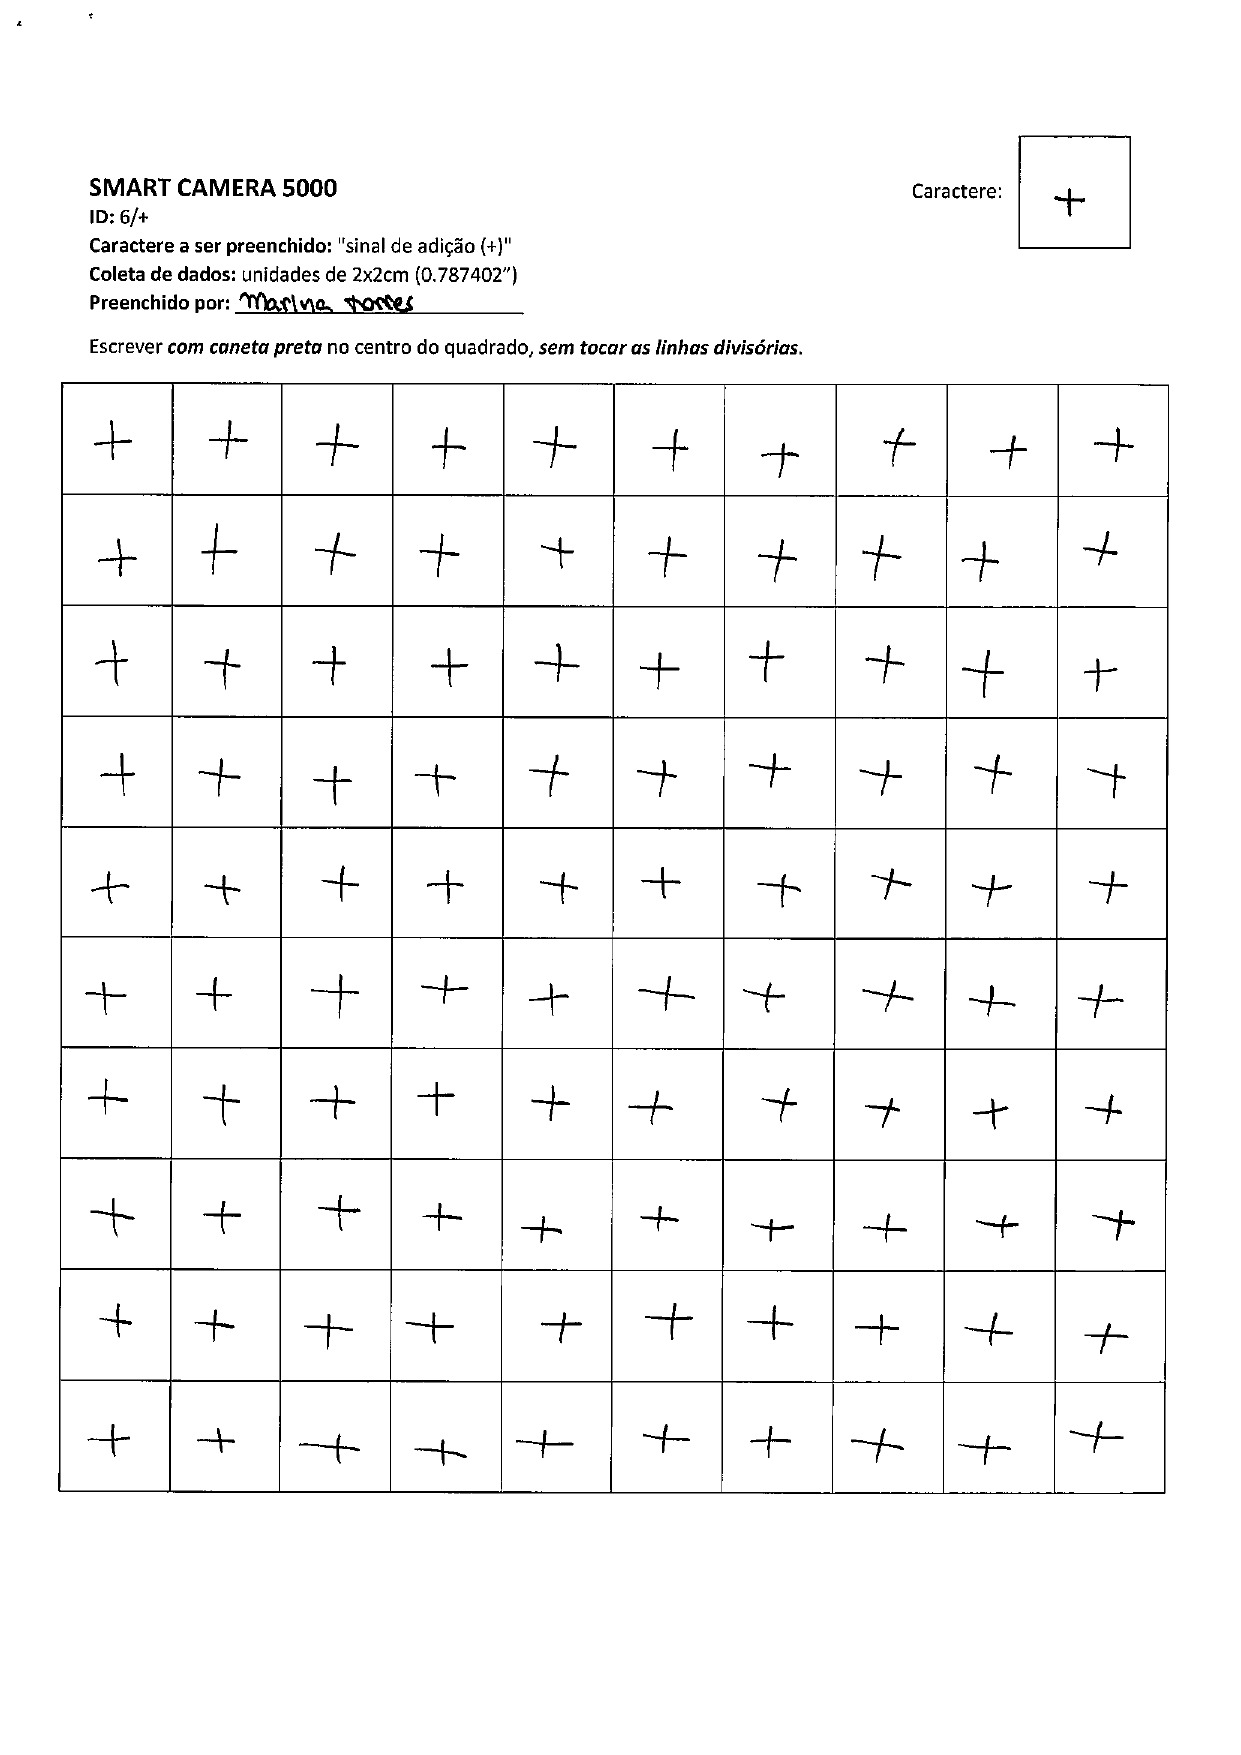 SMART CAMERA 5000
ID: 6/+
Caractere a ser preenchido: "sinal de adição (+)"
Coleta de dados: unidades de 2x2cm (0.787402")
Preenchido por: Marina torres
Caractere: +
Escrever com caneta preta no centro do quadrado, sem tocar as linhas divisórias.
+ + + + + + + + + +
+ + + + + + + + + +
+ + + + + + + + + +
+ + + + + + + + + +
+ + + + + + + + + +
+ + + + + + + + + +
+ + + + + + + + + +
+ + + + + + + + + +
+ + + + + + + + + +
+ + + + + + + + + +